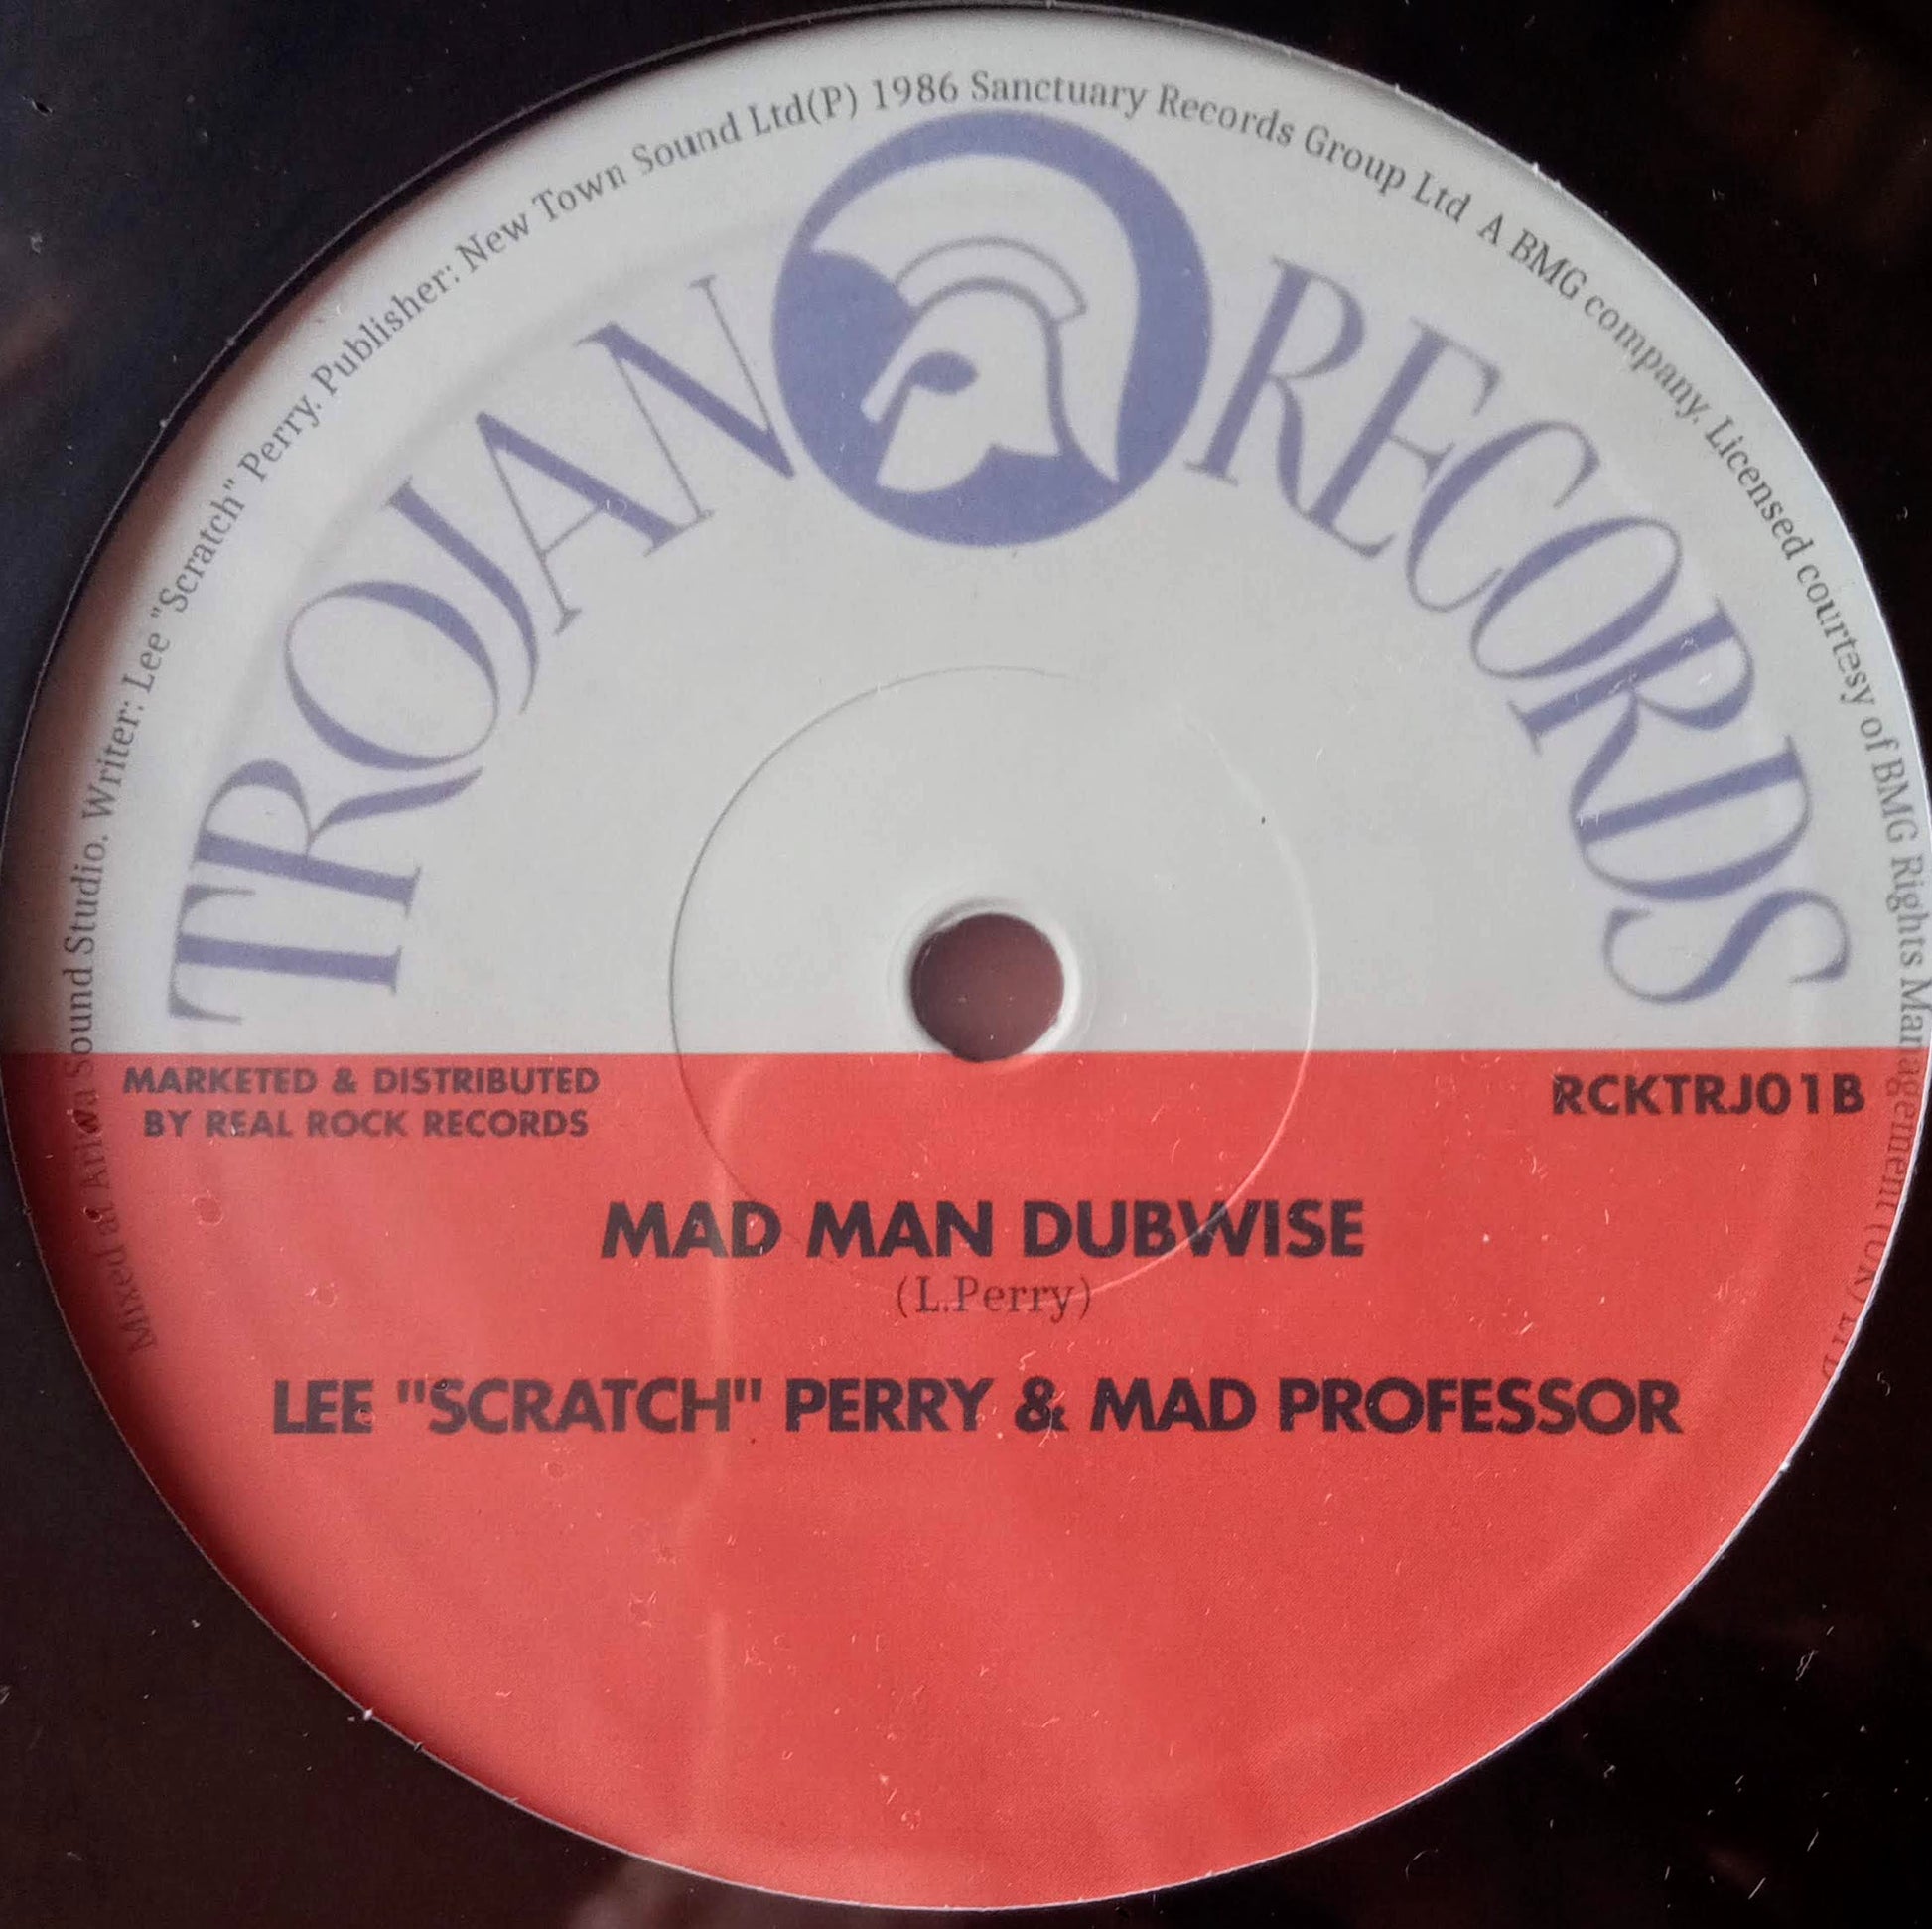 Mixed at Ariwa Sound Studio. Writer: Lee "Scratch" Perry. Publisher: New Town Sound Ltd(P) 1986 Sanctuary Records Group Ltd A BMG company. Licensed courtesy of BMG Rights Management (UK) LTD
TROJAN RECORDS
MARKETED & DISTRIBUTED
BY REAL ROCK RECORDS
RCKTRJ01B
MAD MAN DUBWISE
(L.Perry)
LEE "SCRATCH" PERRY & MAD PROFESSOR